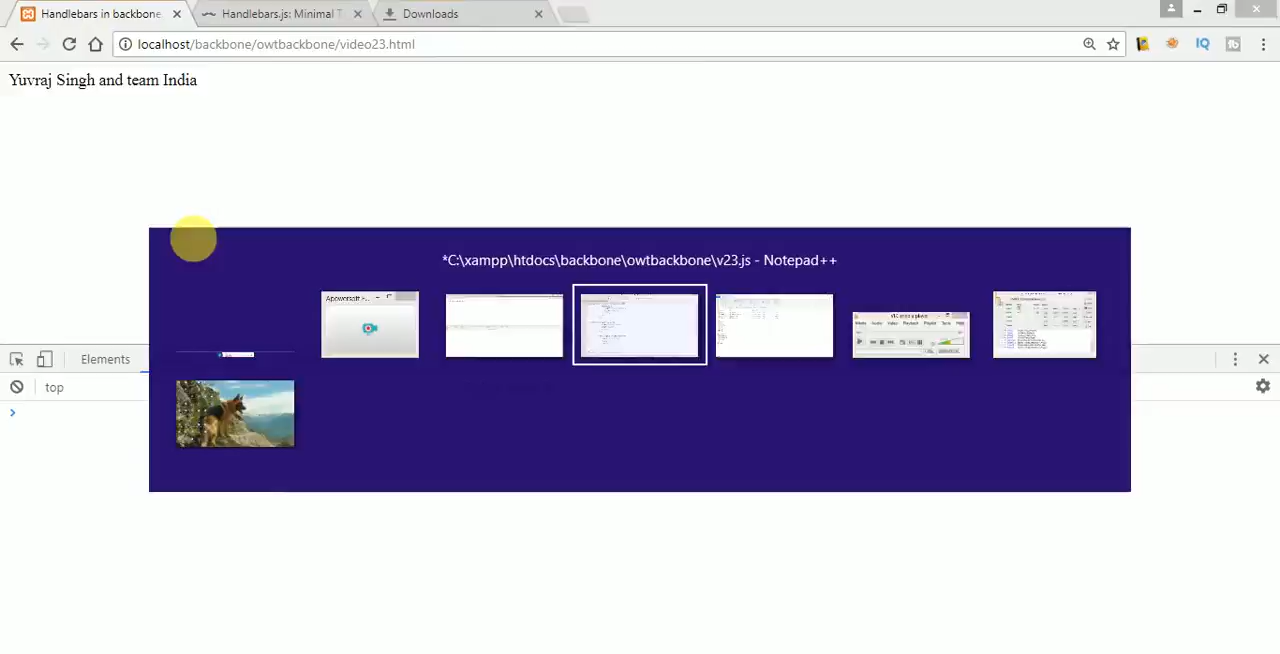 Handlebars in backbone
Handlebars.js: Minimal T
Downloads
localhost/backbone/owtbackbone/video23.html
IQ
Yuvraj Singh and team India
*C:\xampp\htdocs\backbone\owtbackbone\v23.js - Notepad++
Elements
top